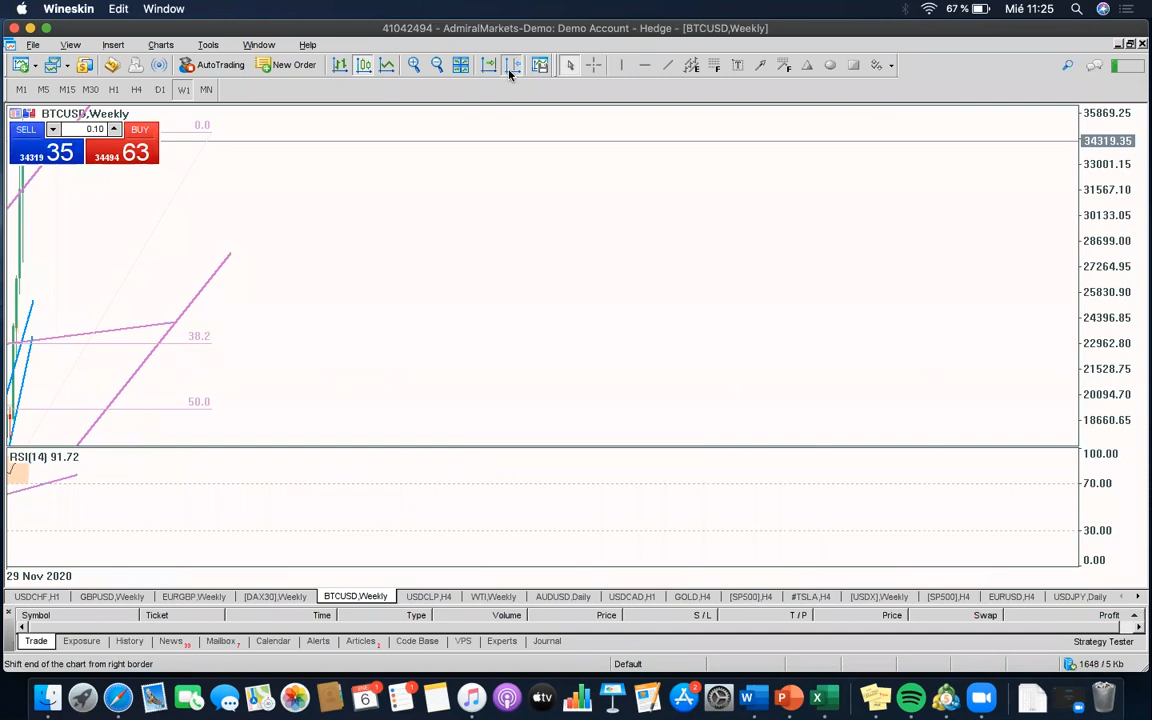 Wineskin Edit Window 67 % Mié 11:25
41042494 - AdmiralMarkets-Demo: Demo Account - Hedge - [BTCUSD,Weekly]
File View Insert Charts Tools Window Help
AutoTrading New Order
M1 M5 M15 M30 H1 H4 D1 W1 MN
BTCUSD,Weekly
SELL 0.10 BUY
34319 35 34494 63
0.0
38.2
50.0
35869.25
34319.35
33001.15
31567.10
30133.05
28699.00
27264.95
25830.90
24396.85
22962.80
21528.75
20094.70
18660.65
RSI(14) 91.72
100.00
70.00
30.00
0.00
29 Nov 2020
USDCHF,H1 GBPUSD,Weekly EURGBP,Weekly [DAX30],Weekly BTCUSD,Weekly USDCLP,H4 WTI,Weekly AUDUSD,Daily USDCAD,H1 GOLD,H4 [SP500],H4 #TSLA,H4 [USDX],Weekly [SP500],H4 EURUSD,H4 USDJPY,Daily
Symbol Ticket Time Type Volume Price S / L T / P Price Swap Profit
Trade Exposure History News Mailbox 7 Calendar Alerts Articles 2 Code Base VPS Experts Journal Strategy Tester
Shift end of the chart from right border Default 1648 / 5 Kb